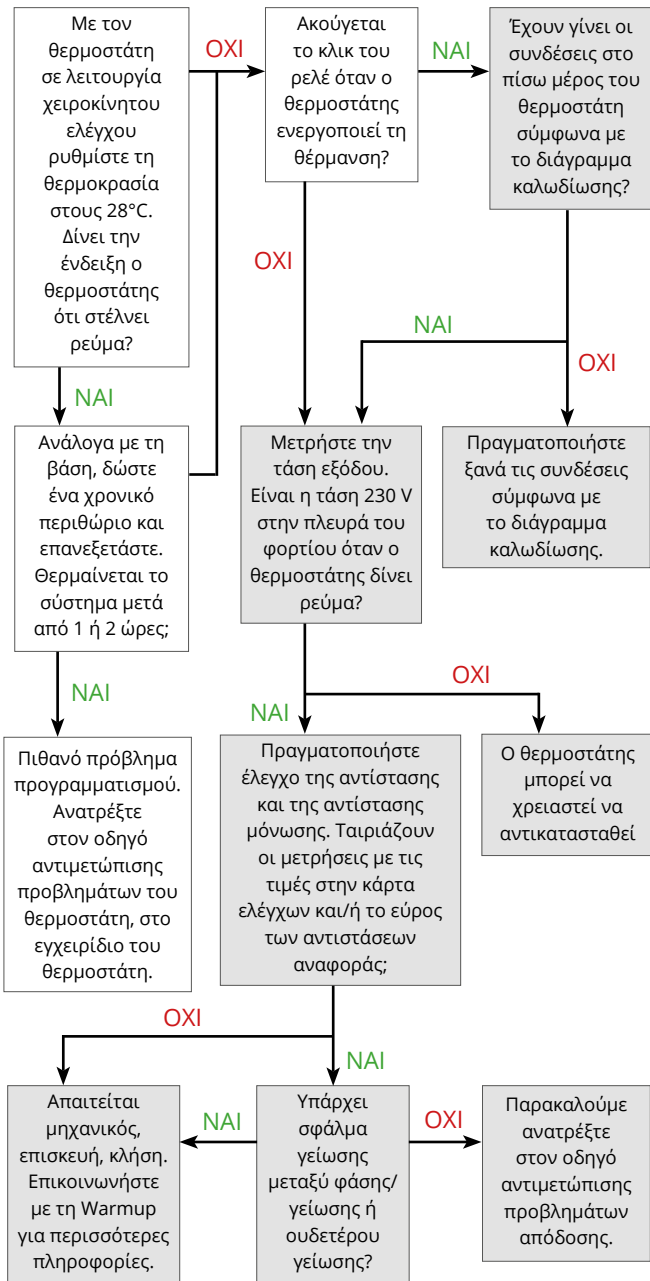 Με τον
θερμοστάτη
σε λειτουργία
χειροκίνητου
ελέγχου
ρυθμίστε τη
θερμοκρασία
στους 28°C.
Δίνει την
ένδειξη ο
θερμοστάτης
ότι στέλνει
ρεύμα?
ΟΧΙ
Ακούγεται
το κλικ του
ρελέ όταν ο
θερμοστάτης
ενεργοποιεί τη
θέρμανση?
ΝΑΙ
Έχουν γίνει οι
συνδέσεις στο
πίσω μέρος του
θερμοστάτη
σύμφωνα με
το διάγραμμα
καλωδίωσης?
ΟΧΙ
ΝΑΙ
ΟΧΙ
ΝΑΙ
Ανάλογα με τη
βάση, δώστε
ένα χρονικό
περιθώριο και
επανεξετάστε.
Θερμαίνεται το
σύστημα μετά
από 1 ή 2 ώρες;
Μετρήστε την
τάση εξόδου.
Είναι η τάση 230 V
στην πλευρά του
φορτίου όταν ο
θερμοστάτης δίνει
ρεύμα?
Πραγματοποιήστε
ξανά τις συνδέσεις
σύμφωνα με
το διάγραμμα
καλωδίωσης.
ΝΑΙ
ΝΑΙ
ΟΧΙ
Πιθανό πρόβλημα
προγραμματισμού.
Ανατρέξτε
στον οδηγό
αντιμετώπισης
προβλημάτων του
θερμοστάτη, στο
εγχειρίδιο του
θερμοστάτη.
Πραγματοποιήστε
έλεγχο της αντίστασης
και της αντίστασης
μόνωσης. Ταιριάζουν
οι μετρήσεις με τις
τιμές στην κάρτα
ελέγχων και/ή το εύρος
των αντιστάσεων
αναφοράς;
Ο θερμοστάτης
μπορεί να
χρειαστεί να
αντικατασταθεί
ΟΧΙ
ΝΑΙ
Απαιτείται
μηχανικός,
επισκευή, κλήση.
Επικοινωνήστε
με τη Warmup
για περισσότερες
πληροφορίες.
ΝΑΙ
Υπάρχει
σφάλμα
γείωσης
μεταξύ φάσης/
γείωσης ή
ουδετέρου
γείωσης?
ΟΧΙ
Παρακαλούμε
ανατρέξτε
στον οδηγό
αντιμετώπισης
προβλημάτων
απόδοσης.